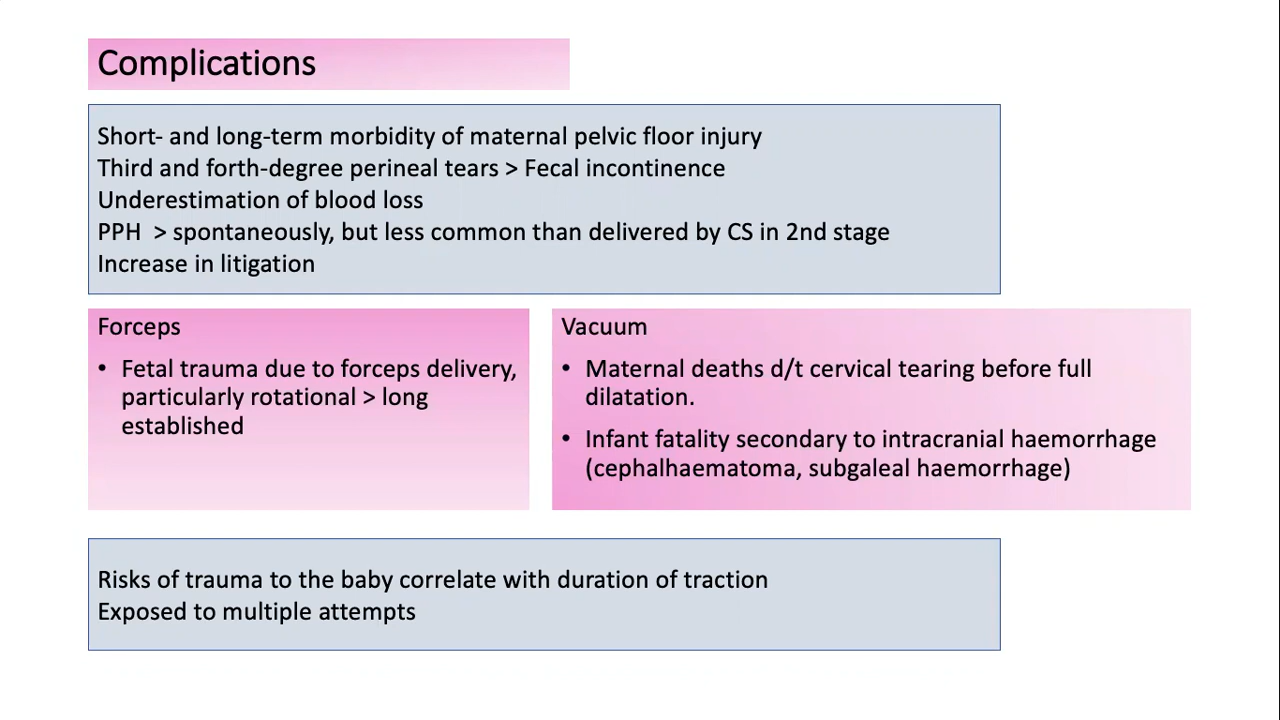 Complications
Short- and long-term morbidity of maternal pelvic floor injury
Third and forth-degree perineal tears > Fecal incontinence
Underestimation of blood loss
PPH > spontaneously, but less common than delivered by CS in 2nd stage
Increase in litigation
Forceps
• Fetal trauma due to forceps delivery,
particularly rotational > long
established
Vacuum
• Maternal deaths d/t cervical tearing before full
dilatation.
• Infant fatality secondary to intracranial haemorrhage
(cephalhaematoma, subgaleal haemorrhage)
Risks of trauma to the baby correlate with duration of traction
Exposed to multiple attempts